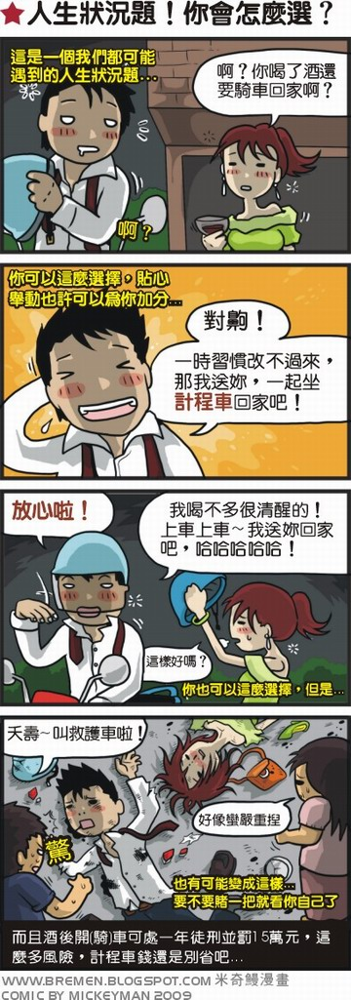 ★人生狀況題！你會怎麼選？
這是一個我們都可能
遇到的人生狀況題...
啊？你喝了酒還
要騎車回家啊？
啊？
你可以這麼選擇，貼心
舉動也許可以為你加分...
對齁！
一時習慣改不過來，
那我送妳，一起坐
計程車回家吧！
放心啦！
我喝不多很清醒的！
上車上車～我送妳回家
吧，哈哈哈哈哈！
這樣好嗎？
你也可以這麼選擇，但是...
夭壽～叫救護車啦！
好像蠻嚴重捏
驚
也有可能變成這樣...
要不要賭一把就看你自己了
而且酒後開(騎)車可處一年徒刑並罰15萬元，這
麼多風險，計程車錢還是別省吧...
WWW.BREMEN.BLOGSPOT.COM 米奇鰻漫畫
COMIC BY MICKEYMAN 2009